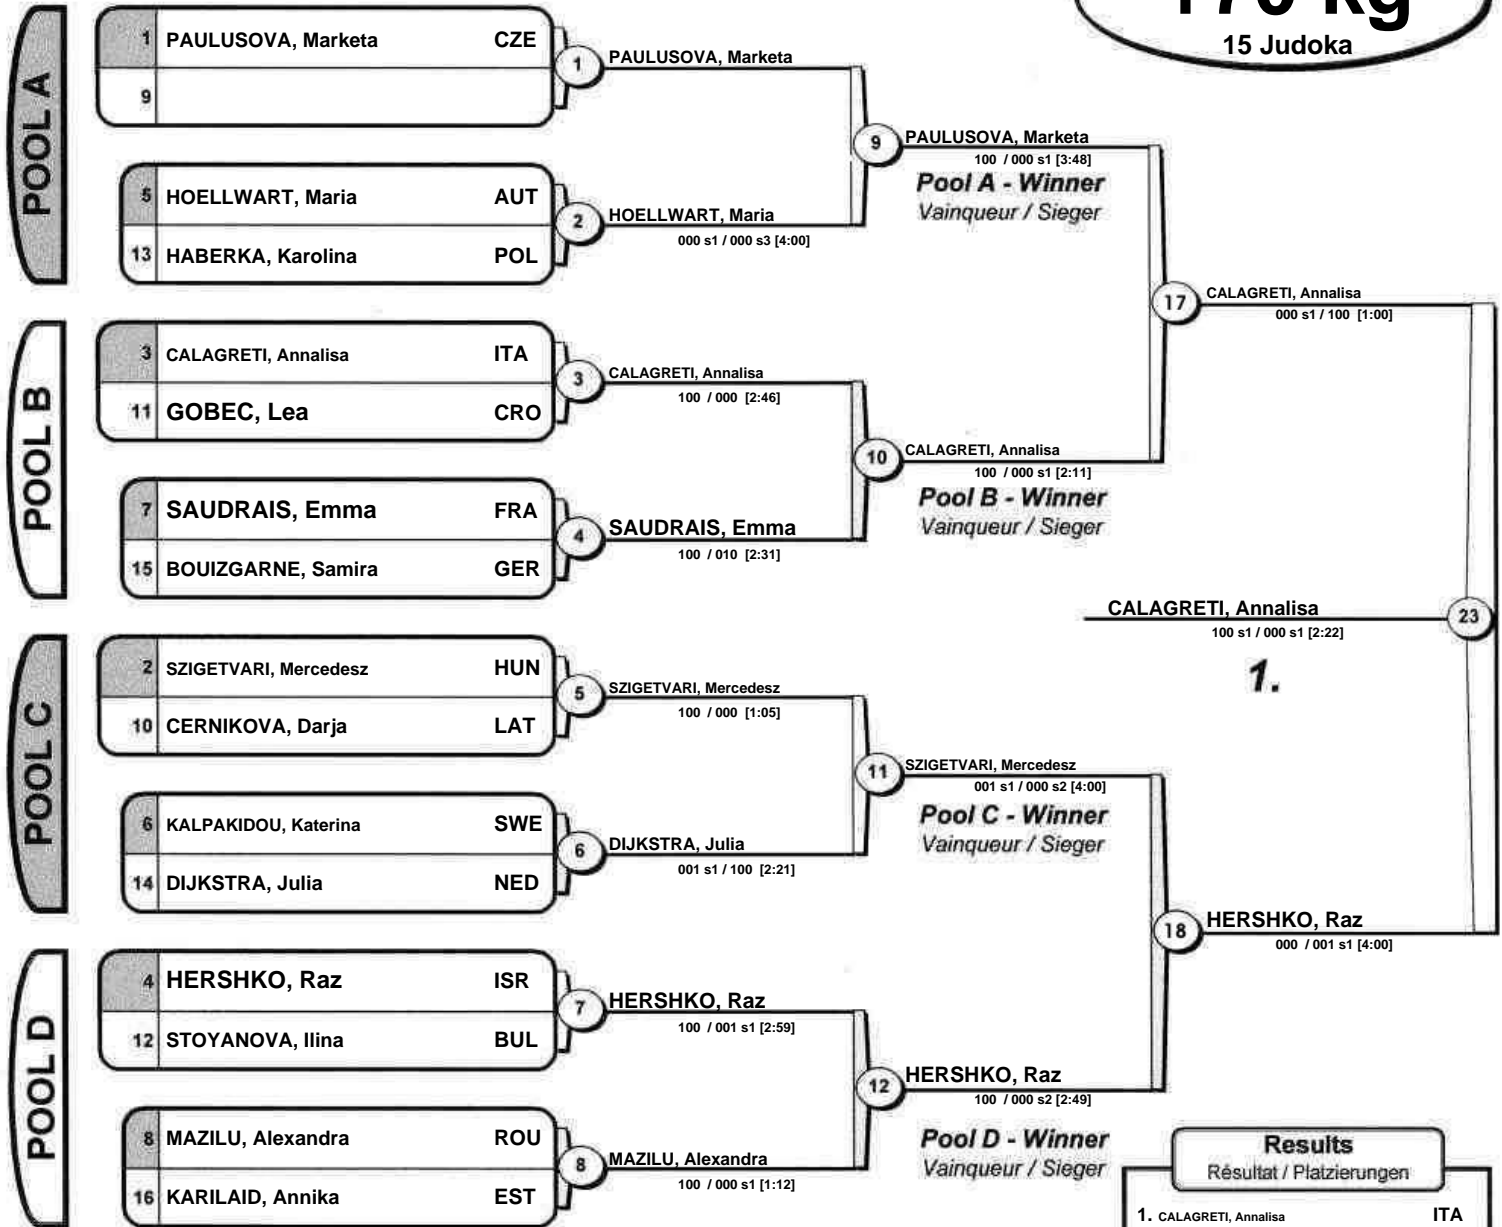 +70 kg
15 Judoka
POOL A
1 PAULUSOVA, Marketa CZE
9
1
PAULUSOVA, Marketa
5 HOELLWART, Maria AUT
13 HABERKA, Karolina POL
2
HOELLWART, Maria
000 s1 / 000 s3 [4:00]
9
PAULUSOVA, Marketa
100 / 000 s1 [3:48]
Pool A - Winner
Vainqueur / Sieger
POOL B
3 CALAGRETI, Annalisa ITA
11 GOBEC, Lea CRO
3
CALAGRETI, Annalisa
100 / 000 [2:46]
7 SAUDRAIS, Emma FRA
15 BOUIZGARNE, Samira GER
4
SAUDRAIS, Emma
100 / 010 [2:31]
10
CALAGRETI, Annalisa
100 / 000 s1 [2:11]
Pool B - Winner
Vainqueur / Sieger
17
CALAGRETI, Annalisa
000 s1 / 100 [1:00]
CALAGRETI, Annalisa
23
100 s1 / 000 s1 [2:22]
1.
POOL C
2 SZIGETVARI, Mercedesz HUN
10 CERNIKOVA, Darja LAT
5
SZIGETVARI, Mercedesz
100 / 000 [1:05]
6 KALPAKIDOU, Katerina SWE
14 DIJKSTRA, Julia NED
6
DIJKSTRA, Julia
001 s1 / 100 [2:21]
11
SZIGETVARI, Mercedesz
001 s1 / 000 s2 [4:00]
Pool C - Winner
Vainqueur / Sieger
18
HERSHKO, Raz
000 / 001 s1 [4:00]
POOL D
4 HERSHKO, Raz ISR
12 STOYANOVA, Ilina BUL
7
HERSHKO, Raz
100 / 001 s1 [2:59]
8 MAZILU, Alexandra ROU
16 KARILAID, Annika EST
8
MAZILU, Alexandra
100 / 000 s1 [1:12]
12
HERSHKO, Raz
100 / 000 s2 [2:49]
Pool D - Winner
Vainqueur / Sieger
Results
Résultat / Platzierungen
1. CALAGRETI, Annalisa ITA